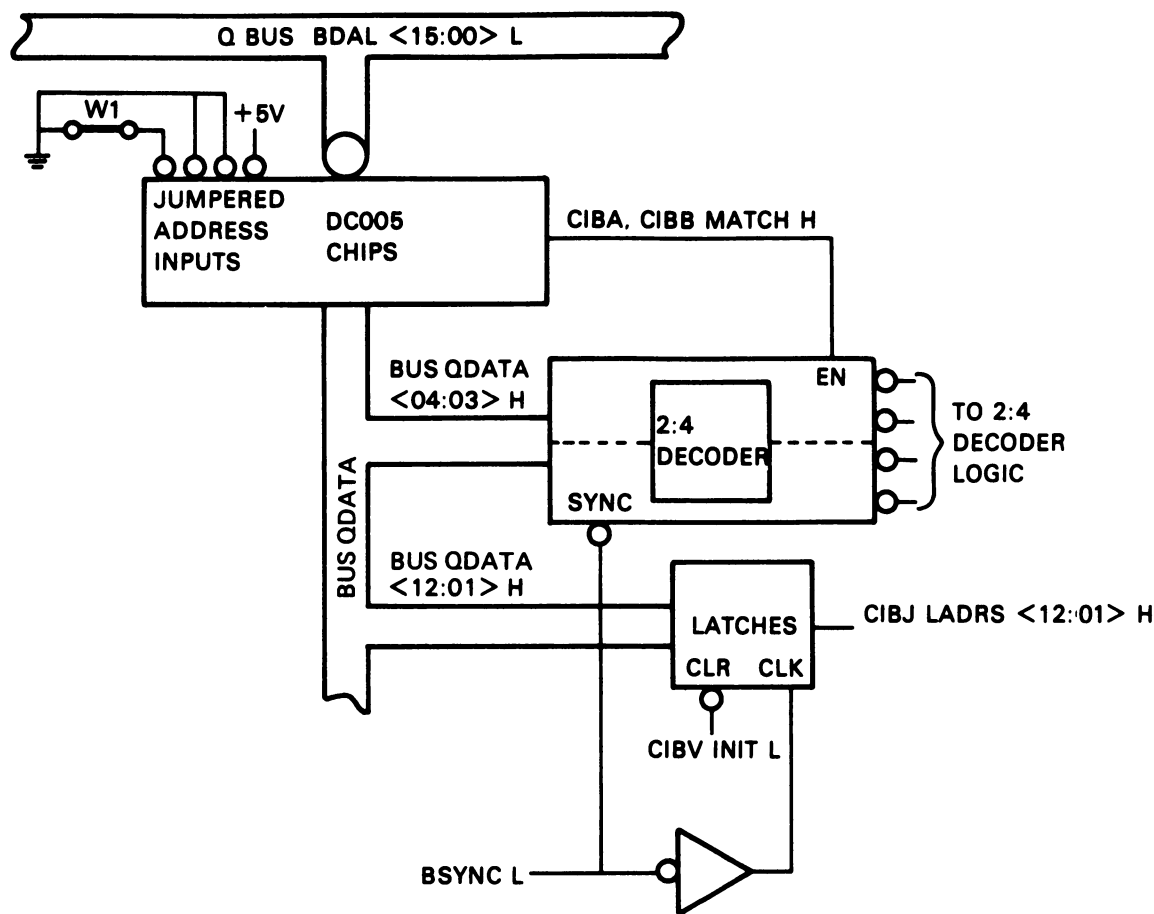 Q BUS BDAL <15:00> L
W1
+5V
JUMPERED
ADDRESS
INPUTS
DC005
CHIPS
CIBA, CIBB MATCH H
BUS QDATA
<04:03> H
EN
2:4
DECODER
SYNC
TO 2:4
DECODER
LOGIC
BUS QDATA
BUS QDATA
<12:01> H
LATCHES
CLR CLK
CIBJ LADRS <12:01> H
CIBV INIT L
BSYNC L